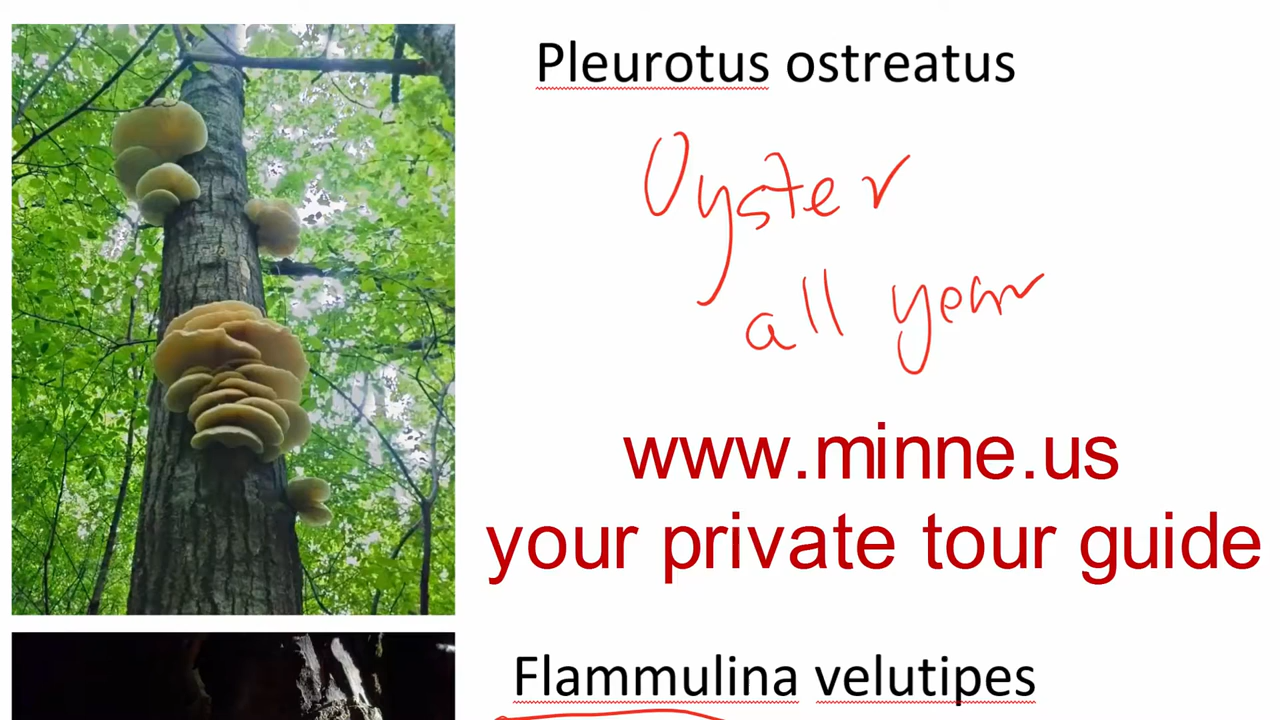 Pleurotus ostreatus
Oyster
all year
www.minne.us
your private tour guide
Flammulina velutipes